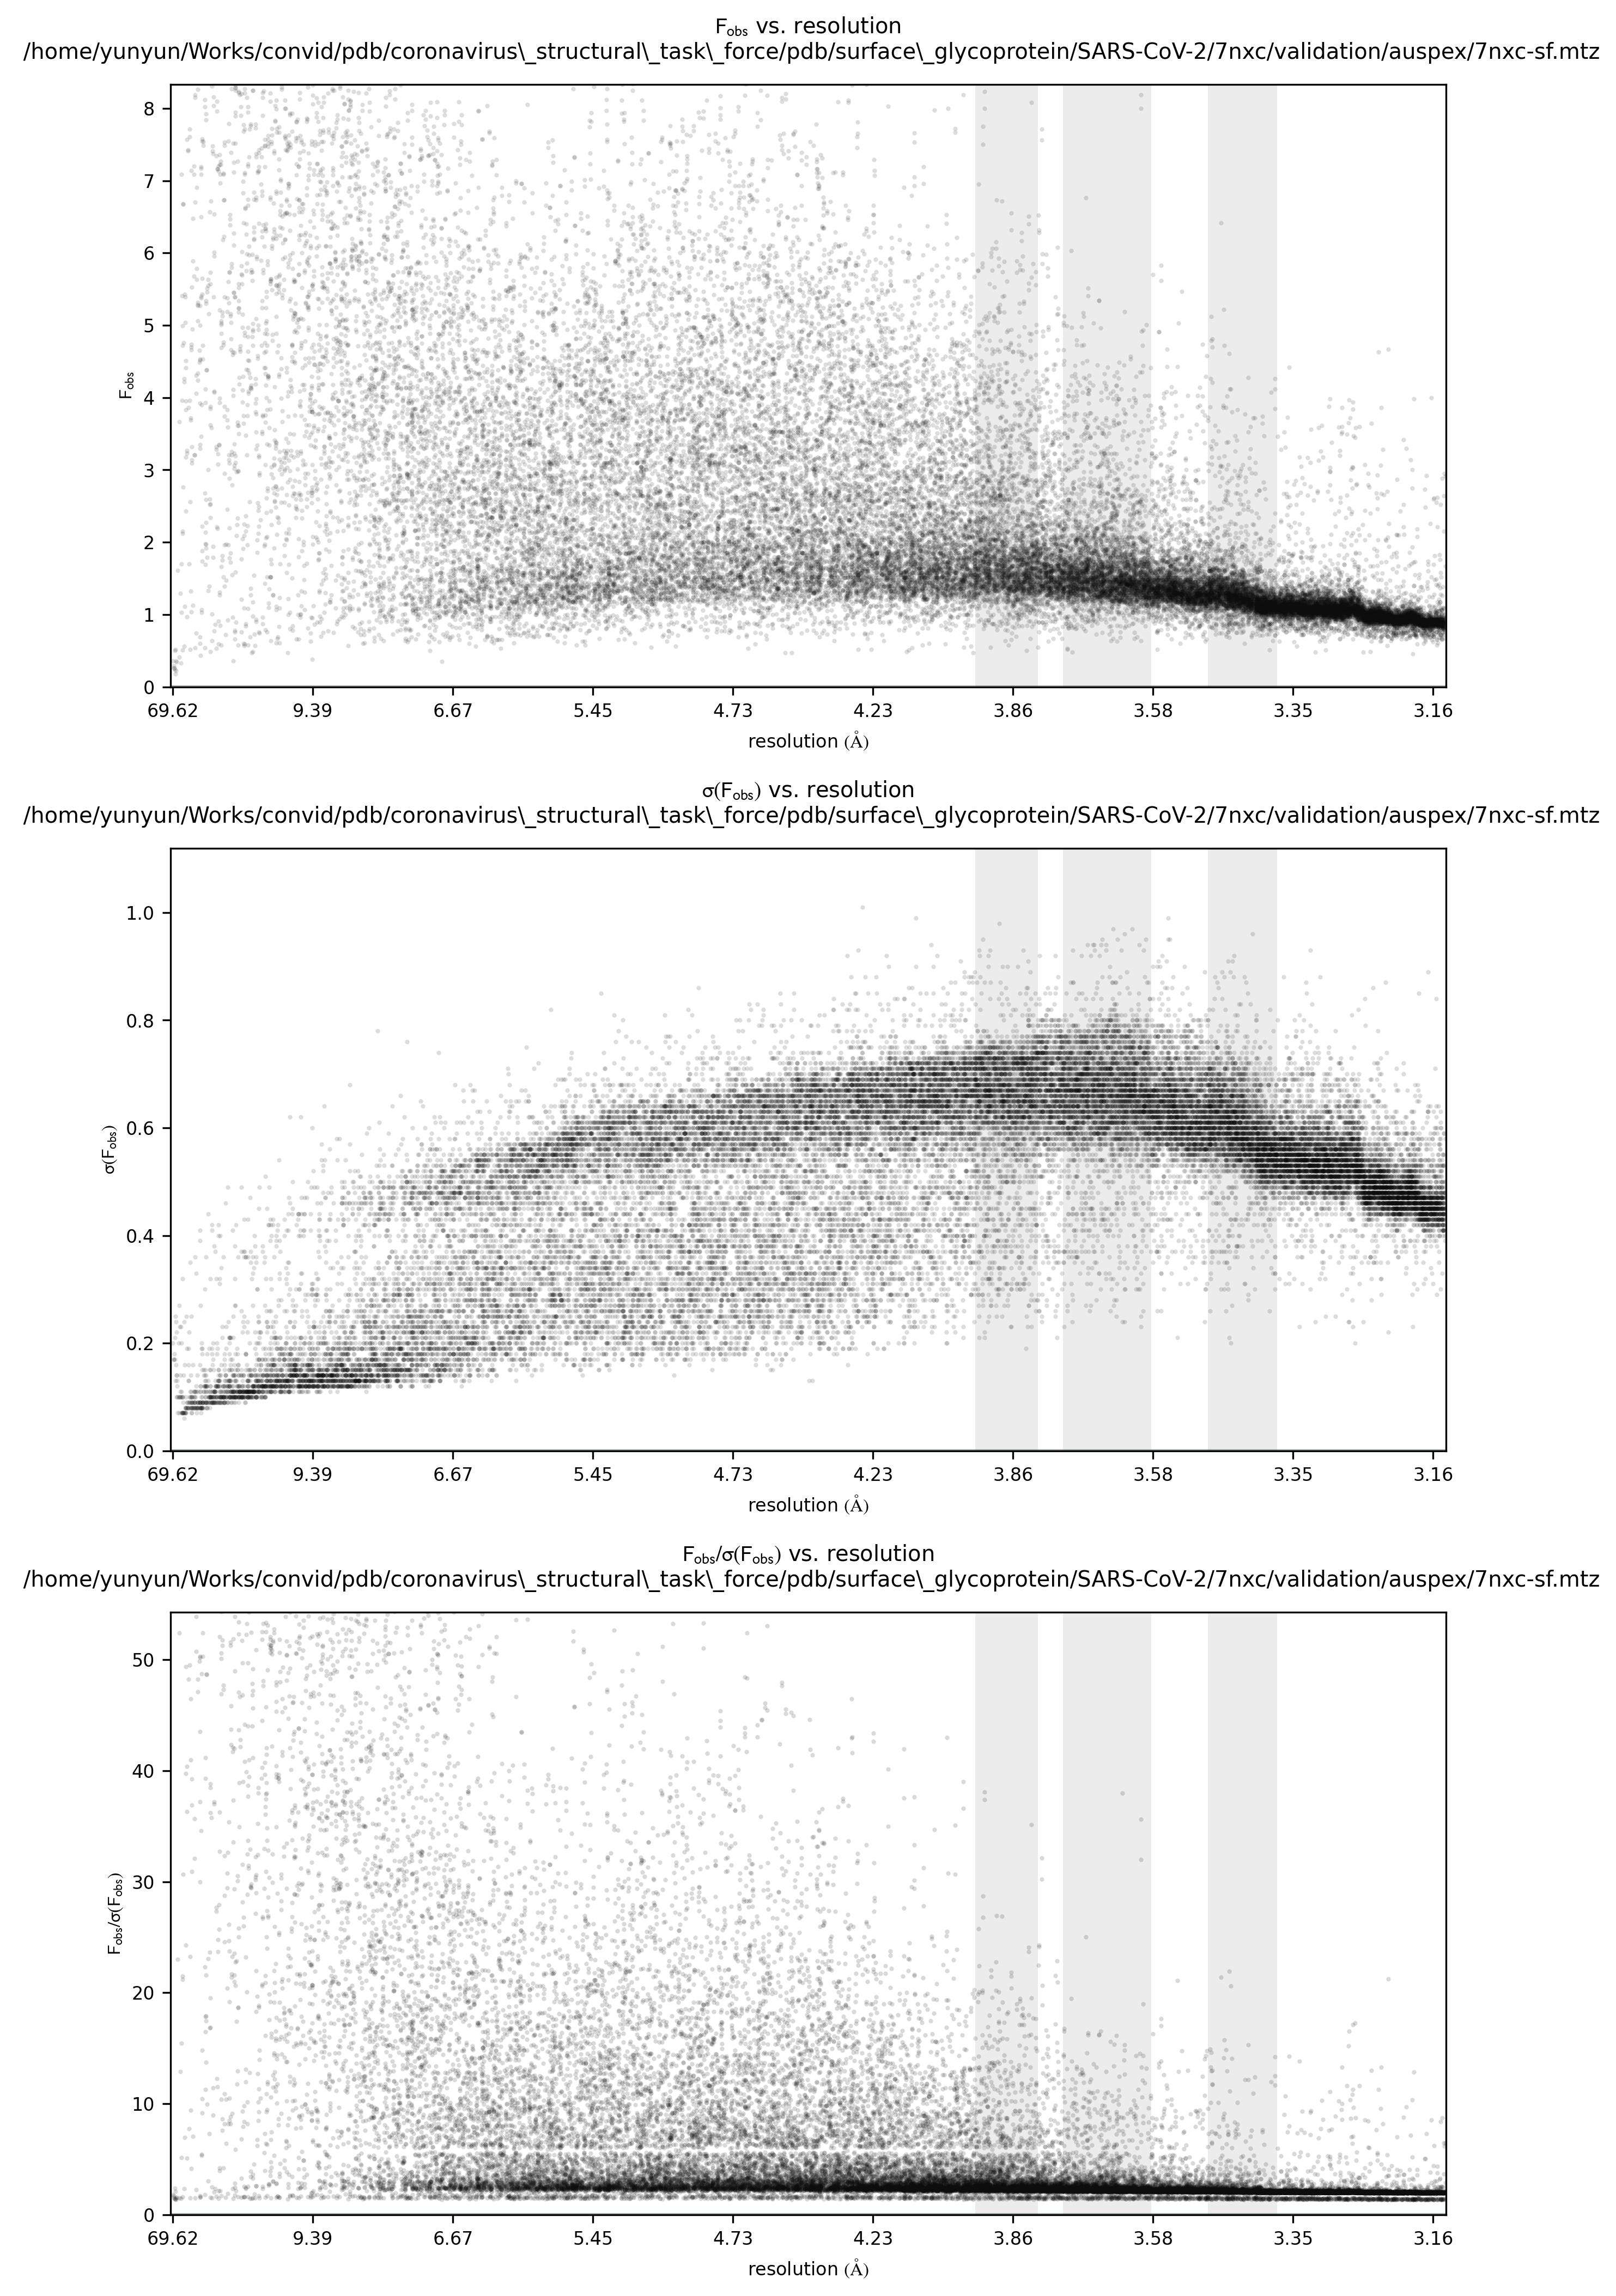 Fobs vs. resolution
/home/yunyun/Works/convid/pdb/coronavirus\_structural\_task\_force/pdb/surface\_glycoprotein/SARS-CoV-2/7nxc/validation/auspex/7nxc-sf.mtz
8
7
6
5
4
3
2
1
0
Fobs
69.62 9.39 6.67 5.45 4.73 4.23 3.86 3.58 3.35 3.16
resolution (Å)
σ(Fobs) vs. resolution
/home/yunyun/Works/convid/pdb/coronavirus\_structural\_task\_force/pdb/surface\_glycoprotein/SARS-CoV-2/7nxc/validation/auspex/7nxc-sf.mtz
1.0
0.8
0.6
0.4
0.2
0.0
σ(Fobs)
69.62 9.39 6.67 5.45 4.73 4.23 3.86 3.58 3.35 3.16
resolution (Å)
Fobs/σ(Fobs) vs. resolution
/home/yunyun/Works/convid/pdb/coronavirus\_structural\_task\_force/pdb/surface\_glycoprotein/SARS-CoV-2/7nxc/validation/auspex/7nxc-sf.mtz
50
40
30
20
10
0
Fobs/σ(Fobs)
69.62 9.39 6.67 5.45 4.73 4.23 3.86 3.58 3.35 3.16
resolution (Å)